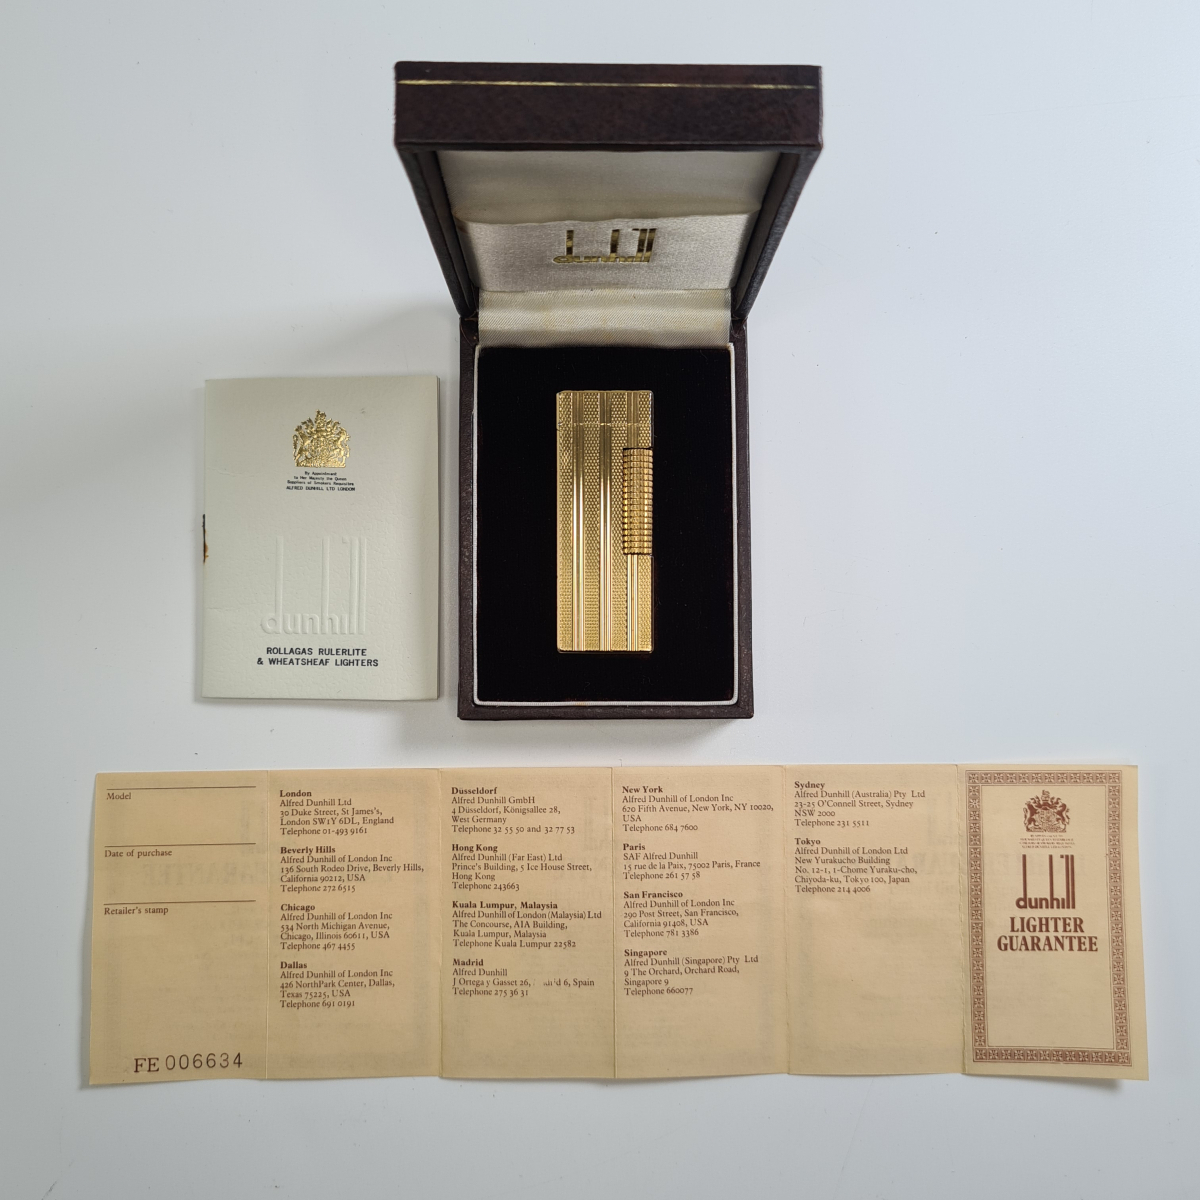 dunhill
By Appointment
to Her Majesty the Queen
Suppliers of Smokers Requisites
ALFRED DUNHILL LTD LONDON
dunhill
ROLLAGAS RULERLITE
& WHEATSHEAF LIGHTERS
Model
Date of purchase
Retailer's stamp
FE 006634
London
Alfred Dunhill Ltd
30 Duke Street, St James's,
London SW1Y 6DL, England
Telephone 01-493 9161
Beverly Hills
Alfred Dunhill of London Inc
136 South Rodeo Drive, Beverly Hills,
California 90212, USA
Telephone 272 6515
Chicago
Alfred Dunhill of London Inc
534 North Michigan Avenue,
Chicago, Illinois 60611, USA
Telephone 467 4455
Dallas
Alfred Dunhill of London Inc
426 NorthPark Center, Dallas,
Texas 75225, USA
Telephone 691 0191
Düsseldorf
Alfred Dunhill GmbH
4 Düsseldorf, Königsallee 28,
West Germany
Telephone 32 55 50 and 32 77 53
Hong Kong
Alfred Dunhill (Far East) Ltd
Prince's Building, 5 Ice House Street,
Hong Kong
Telephone 243663
Kuala Lumpur, Malaysia
Alfred Dunhill of London (Malaysia) Ltd
The Concourse, AIA Building,
Kuala Lumpur, Malaysia
Telephone Kuala Lumpur 22582
Madrid
Alfred Dunhill
J Ortega y Gasset 26, 6, Spain
Telephone 275 36 31
New York
Alfred Dunhill of London Inc
620 Fifth Avenue, New York, NY 10020,
USA
Telephone 684 7600
Paris
SAF Alfred Dunhill
15 rue de la Paix, 75002 Paris, France
Telephone 261 57 58
San Francisco
Alfred Dunhill of London Inc
290 Post Street, San Francisco,
California 91408, USA
Telephone 781 3386
Singapore
Alfred Dunhill (Singapore) Pty Ltd
9 The Orchard, Orchard Road,
Singapore 9
Telephone 660077
Sydney
Alfred Dunhill (Australia) Pty Ltd
23-25 O'Connell Street, Sydney
NSW 2000
Telephone 231 5511
Tokyo
Alfred Dunhill of London Ltd
New Yurakucho Building
No. 12-1, 1-Chome Yuraku-cho,
Chiyoda-ku, Tokyo 100, Japan
Telephone 214 4006
dunhill
LIGHTER
GUARANTEE